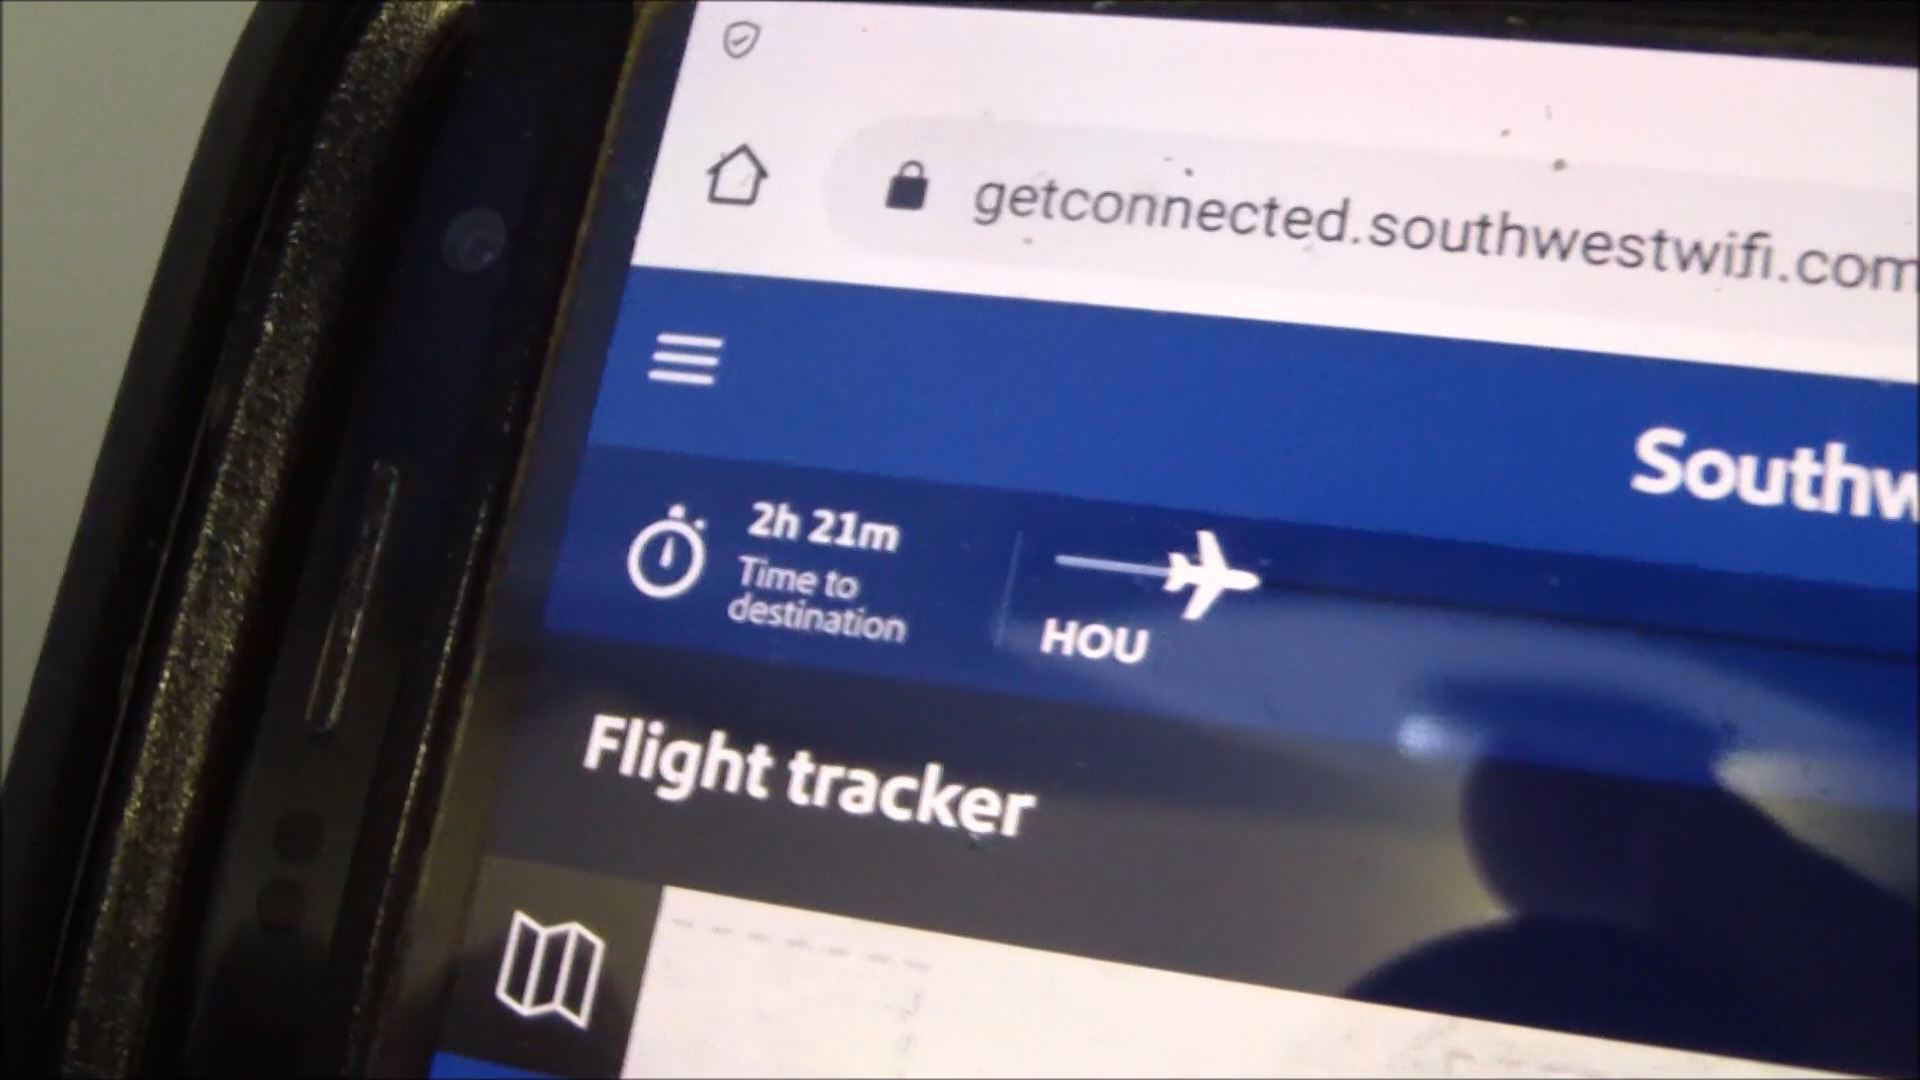 getconnected.southwestwifi.com
Southw
2h 21m
Time to
destination
HOU
Flight tracker